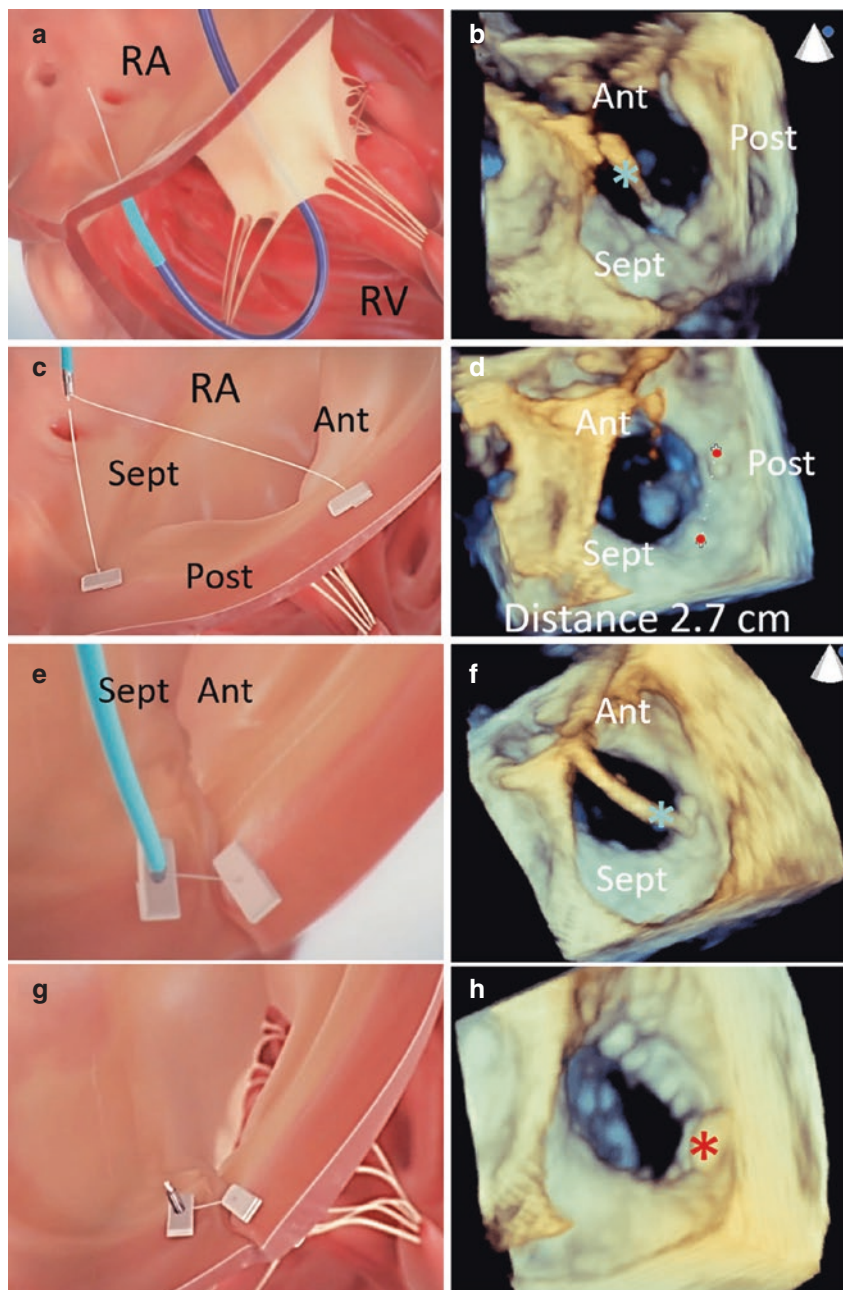 a
RA
RV
b
Ant
Post
*
Sept
c
RA
Ant
Sept
Post
d
Ant
Post
Sept
Distance 2.7 cm
e
Sept Ant
f
Ant
*
Sept
g
h
*